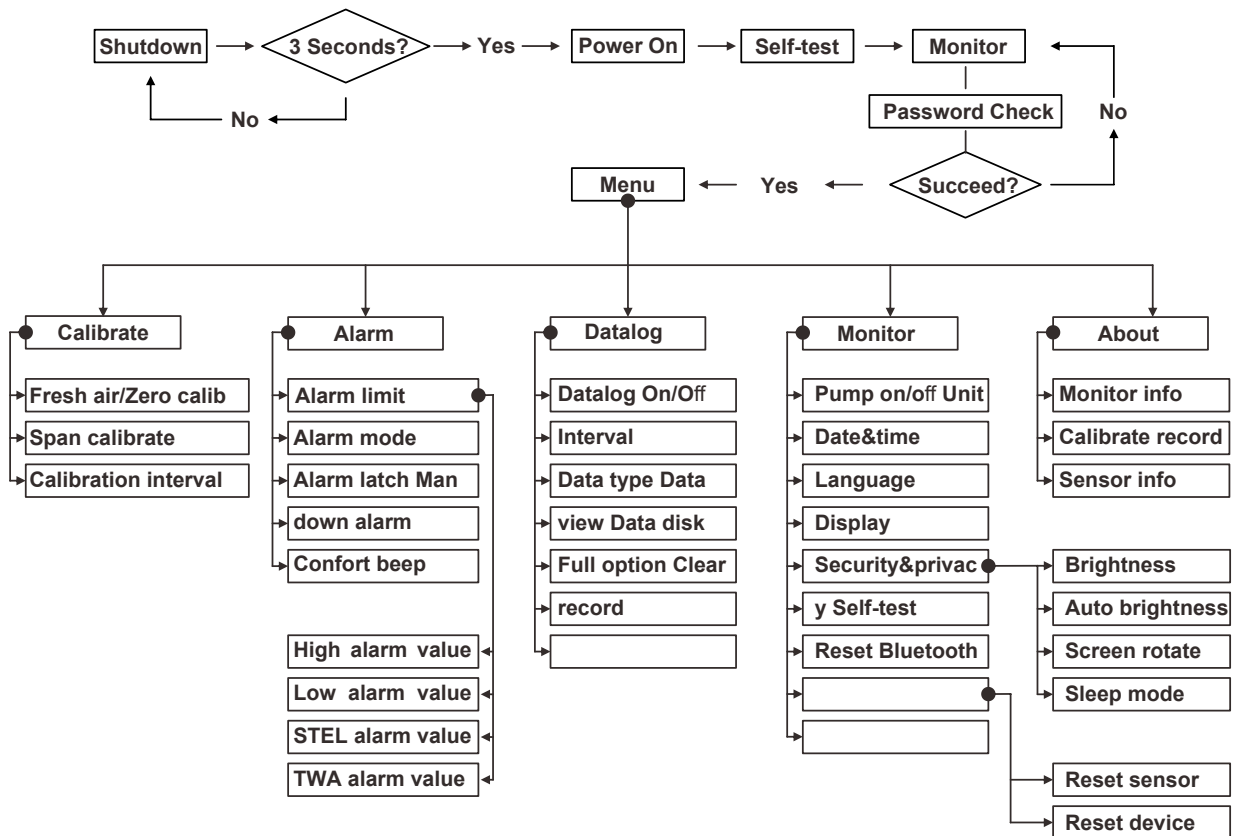 Shutdown
3 Seconds?
Yes
Power On
Self-test
Monitor
No
Password Check
No
Menu
Yes
Succeed?
Calibrate
Fresh air/Zero calib
Span calibrate
Calibration interval
Alarm
Alarm limit
Alarm mode
Alarm latch Man
down alarm
Confort beep
High alarm value
Low alarm value
STEL alarm value
TWA alarm value
Datalog
Datalog On/Off
Interval
Data type Data
view Data disk
Full option Clear
record
Monitor
Pump on/off Unit
Date&time
Language
Display
Security&privac
y Self-test
Reset Bluetooth
About
Monitor info
Calibrate record
Sensor info
Brightness
Auto brightness
Screen rotate
Sleep mode
Reset sensor
Reset device